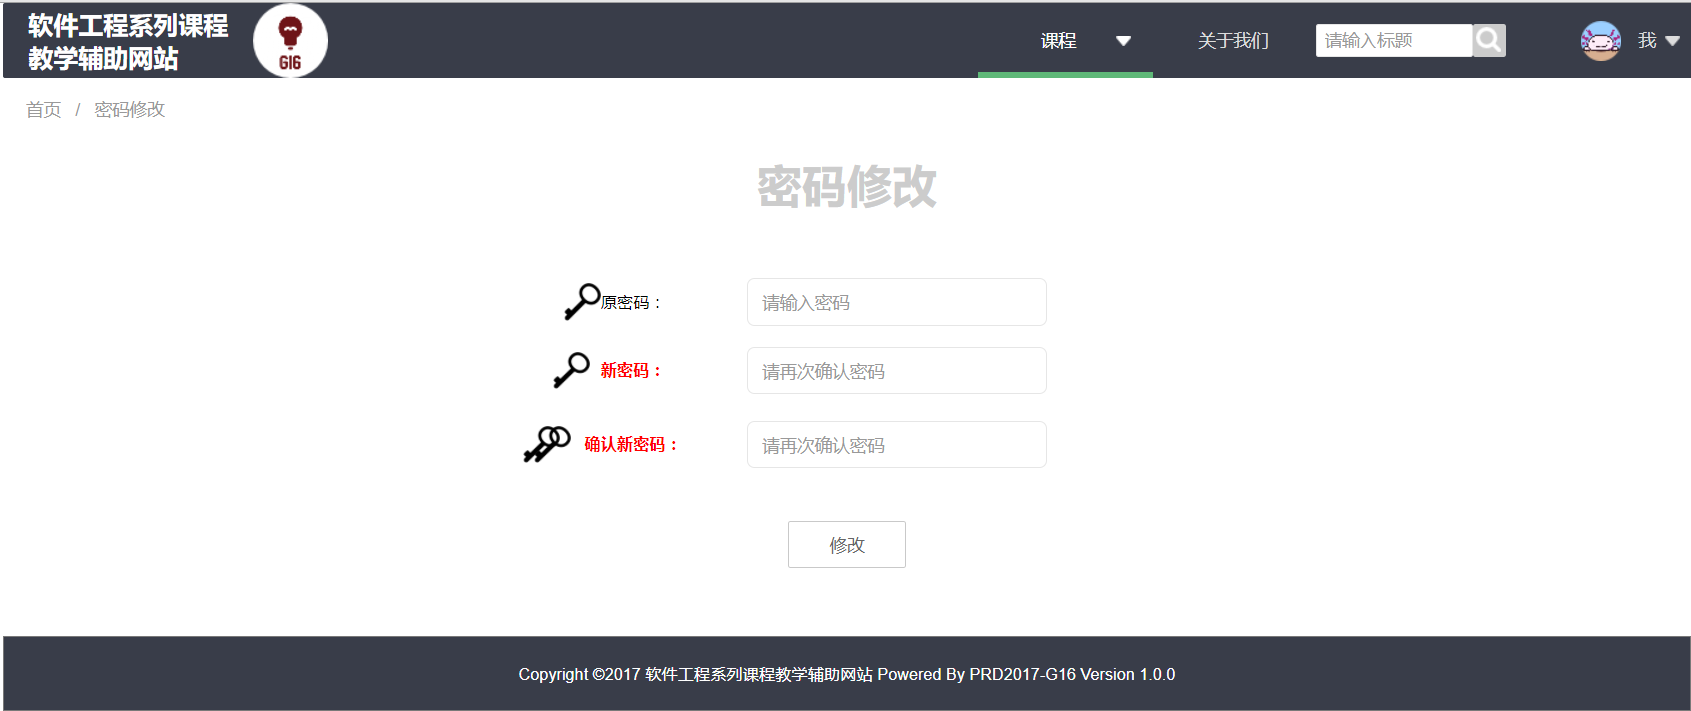 软件工程系列课程
教学辅助网站
G16
课程
关于我们
请输入标题
我
首页 / 密码修改
密码修改
原密码：
请输入密码
新密码：
请再次确认密码
确认新密码：
请再次确认密码
修改
Copyright ©2017 软件工程系列课程教学辅助网站 Powered By PRD2017-G16 Version 1.0.0